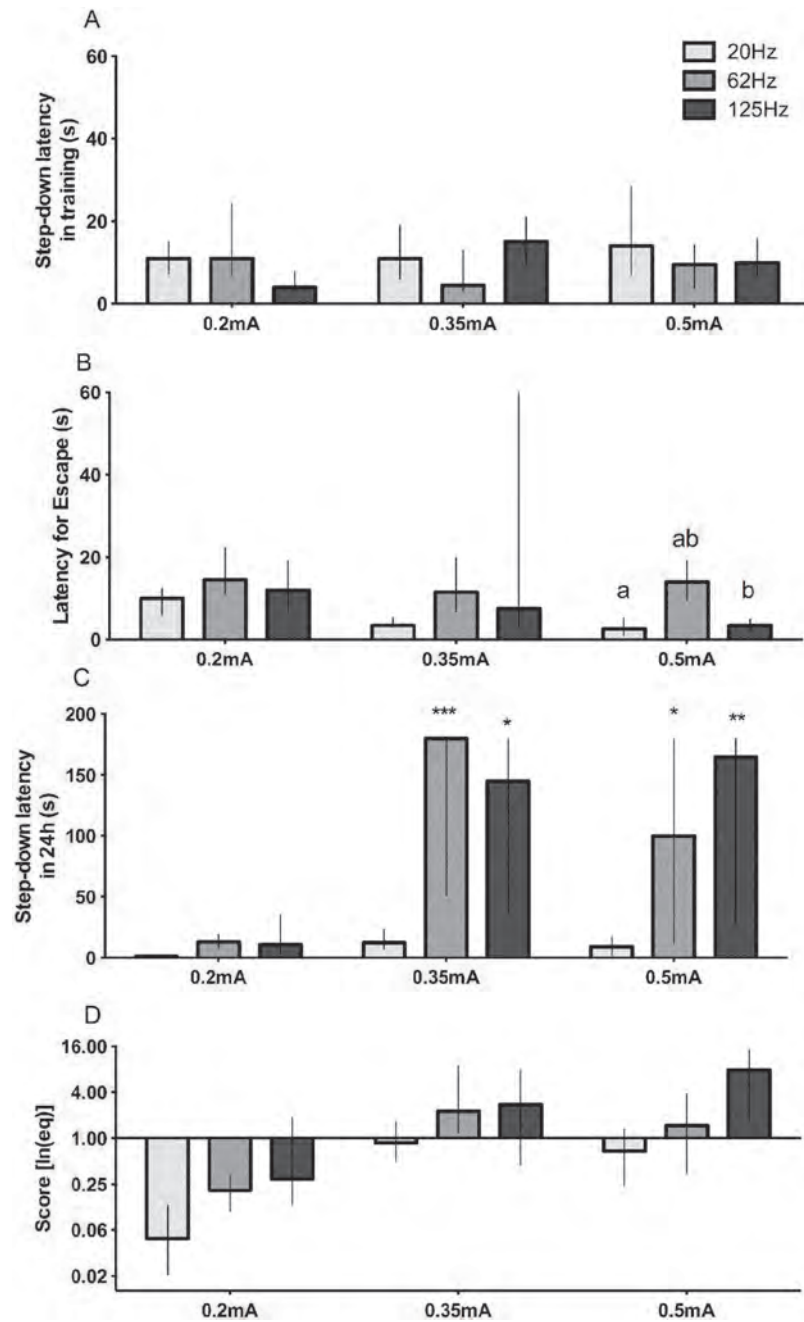 A
20Hz
62Hz
125Hz
Step-down latency
in training (s)
60
40
20
0
0.2mA
0.35mA
0.5mA
B
Latency for Escape (s)
60
40
20
0
a
ab
b
0.2mA
0.35mA
0.5mA
C
Step-down latency
in 24h (s)
200
150
100
50
0
***
*
*
**
0.2mA
0.35mA
0.5mA
D
Score [ln(eq)]
16.00
4.00
1.00
0.25
0.06
0.02
0.2mA
0.35mA
0.5mA